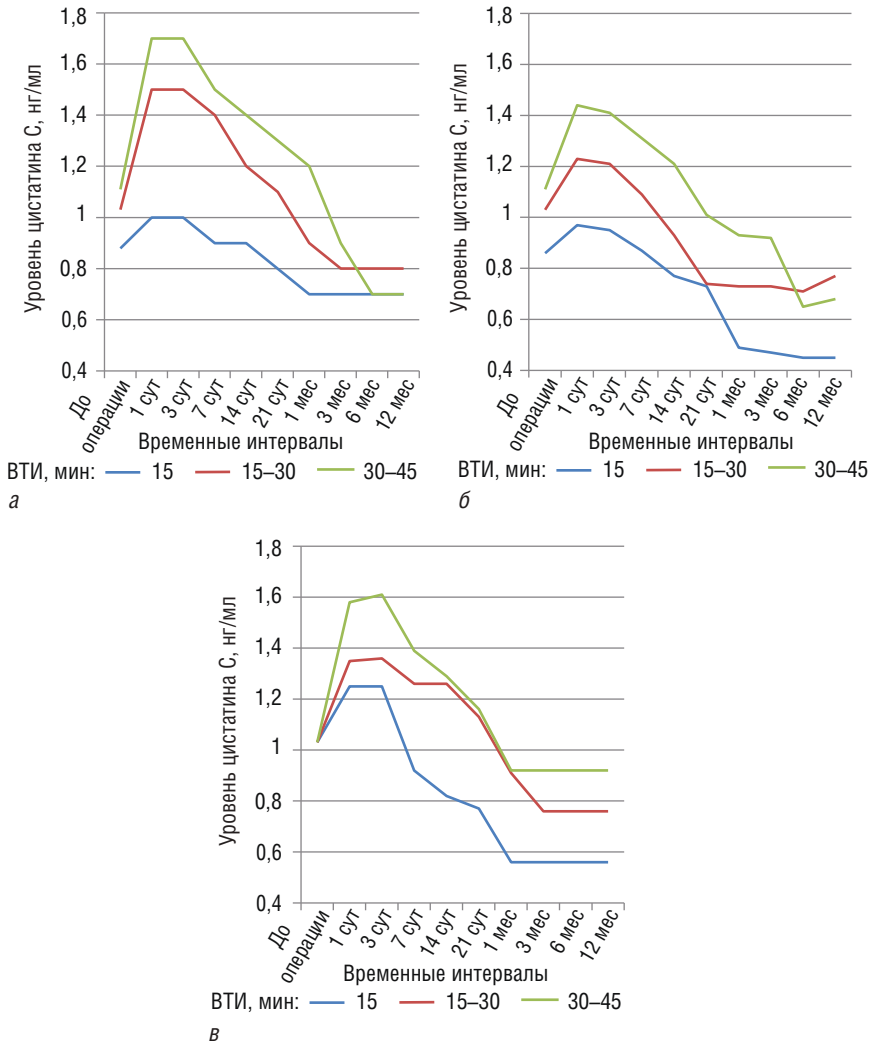 1,8
1,6
1,4
1,2
1
0,8
0,6
0,4
Уровень цистатина С, нг/мл
До операции
1 сут
3 сут
7 сут
14 сут
21 сут
1 мес
3 мес
6 мес
12 мес
Временные интервалы
ВТИ, мин: 15 15–30 30–45
а
1,8
1,6
1,4
1,2
1
0,8
0,6
0,4
Уровень цистатина С, нг/мл
До операции
1 сут
3 сут
7 сут
14 сут
21 сут
1 мес
3 мес
6 мес
12 мес
Временные интервалы
ВТИ, мин: 15 15–30 30–45
б
1,8
1,6
1,4
1,2
1
0,8
0,6
0,4
Уровень цистатина С, нг/мл
До операции
1 сут
3 сут
7 сут
14 сут
21 сут
1 мес
3 мес
6 мес
12 мес
Временные интервалы
ВТИ, мин: 15 15–30 30–45
в